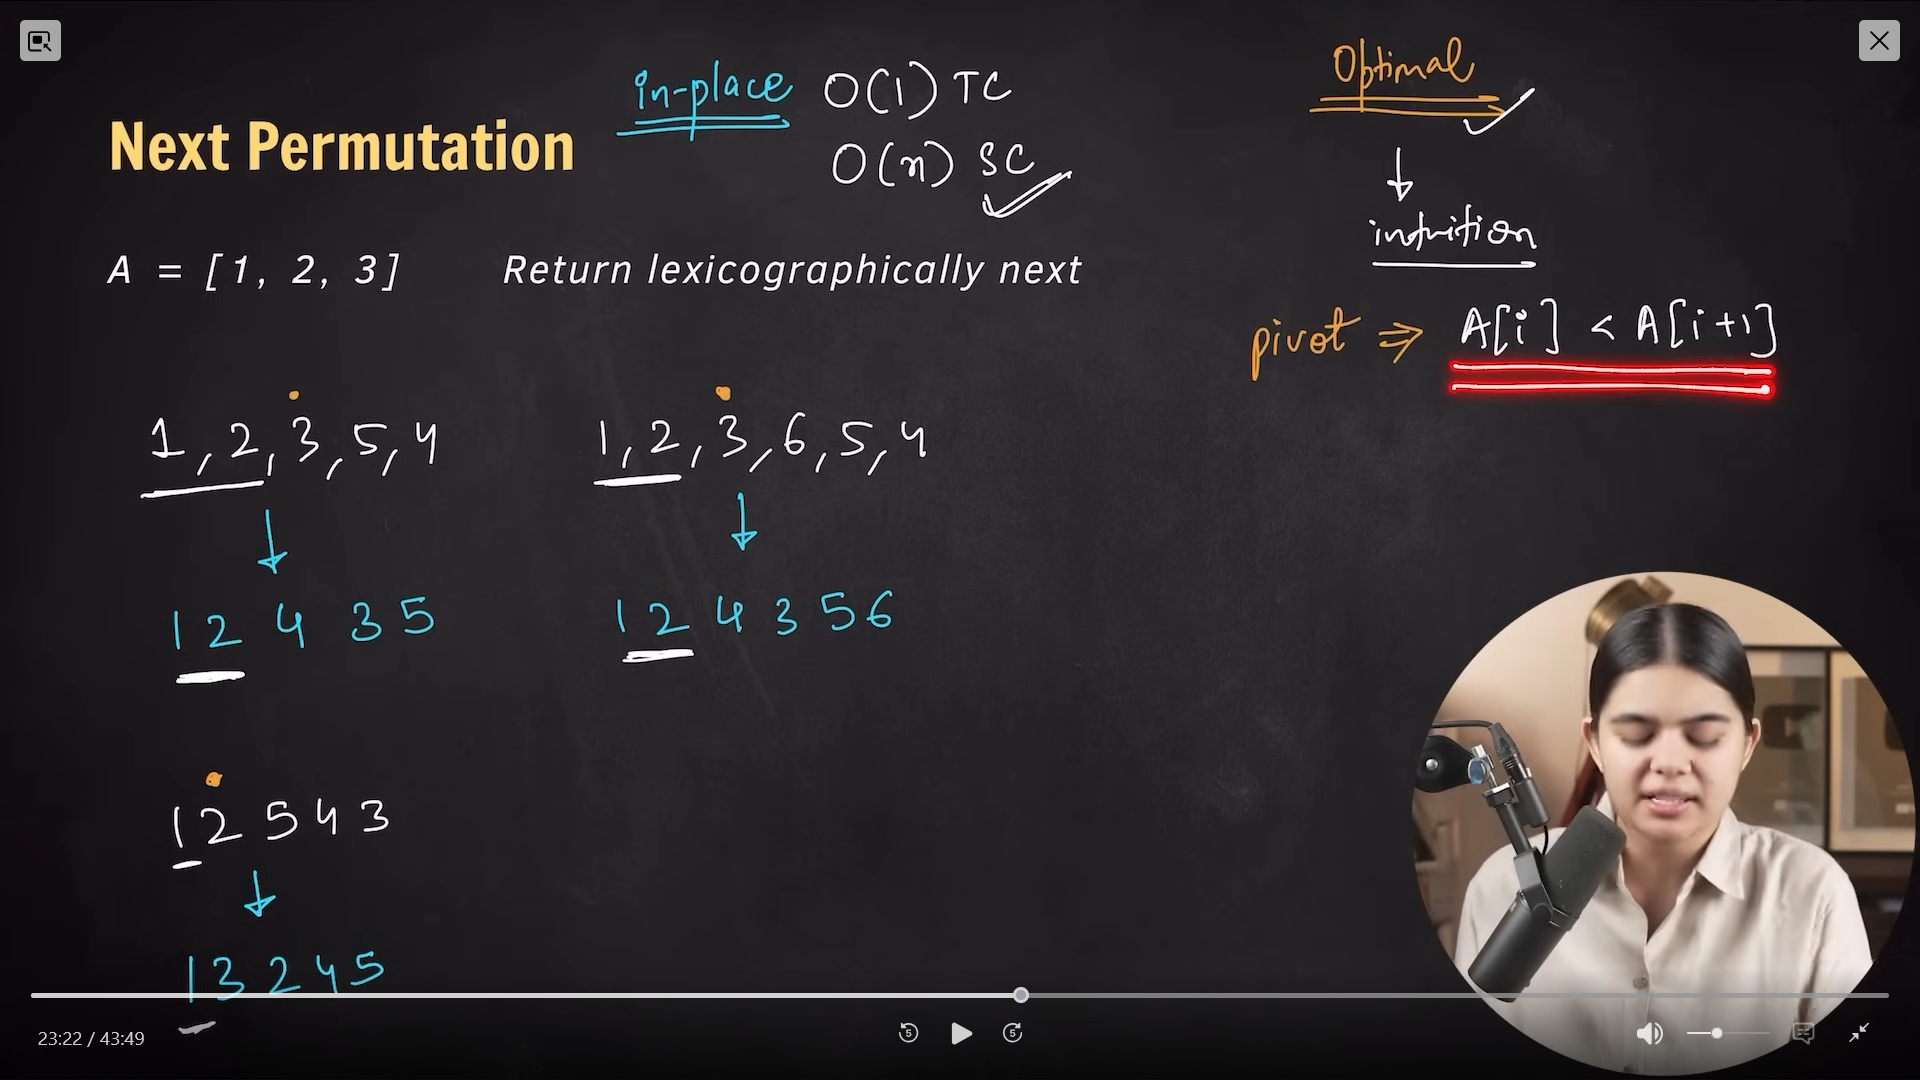 in-place O(1) TC
O(n) SC
Optimal
Next Permutation
intuition
A = [1, 2, 3]
Return lexicographically next
pivot ⇒ A[i] < A[i+1]
1, 2, 3, 5, 4
1, 2, 3, 6, 5, 4
1 2 4 3 5
1 2 4 3 5 6
1 2 5 4 3
1 3 2 4 5
23:22 / 43:49
5
5